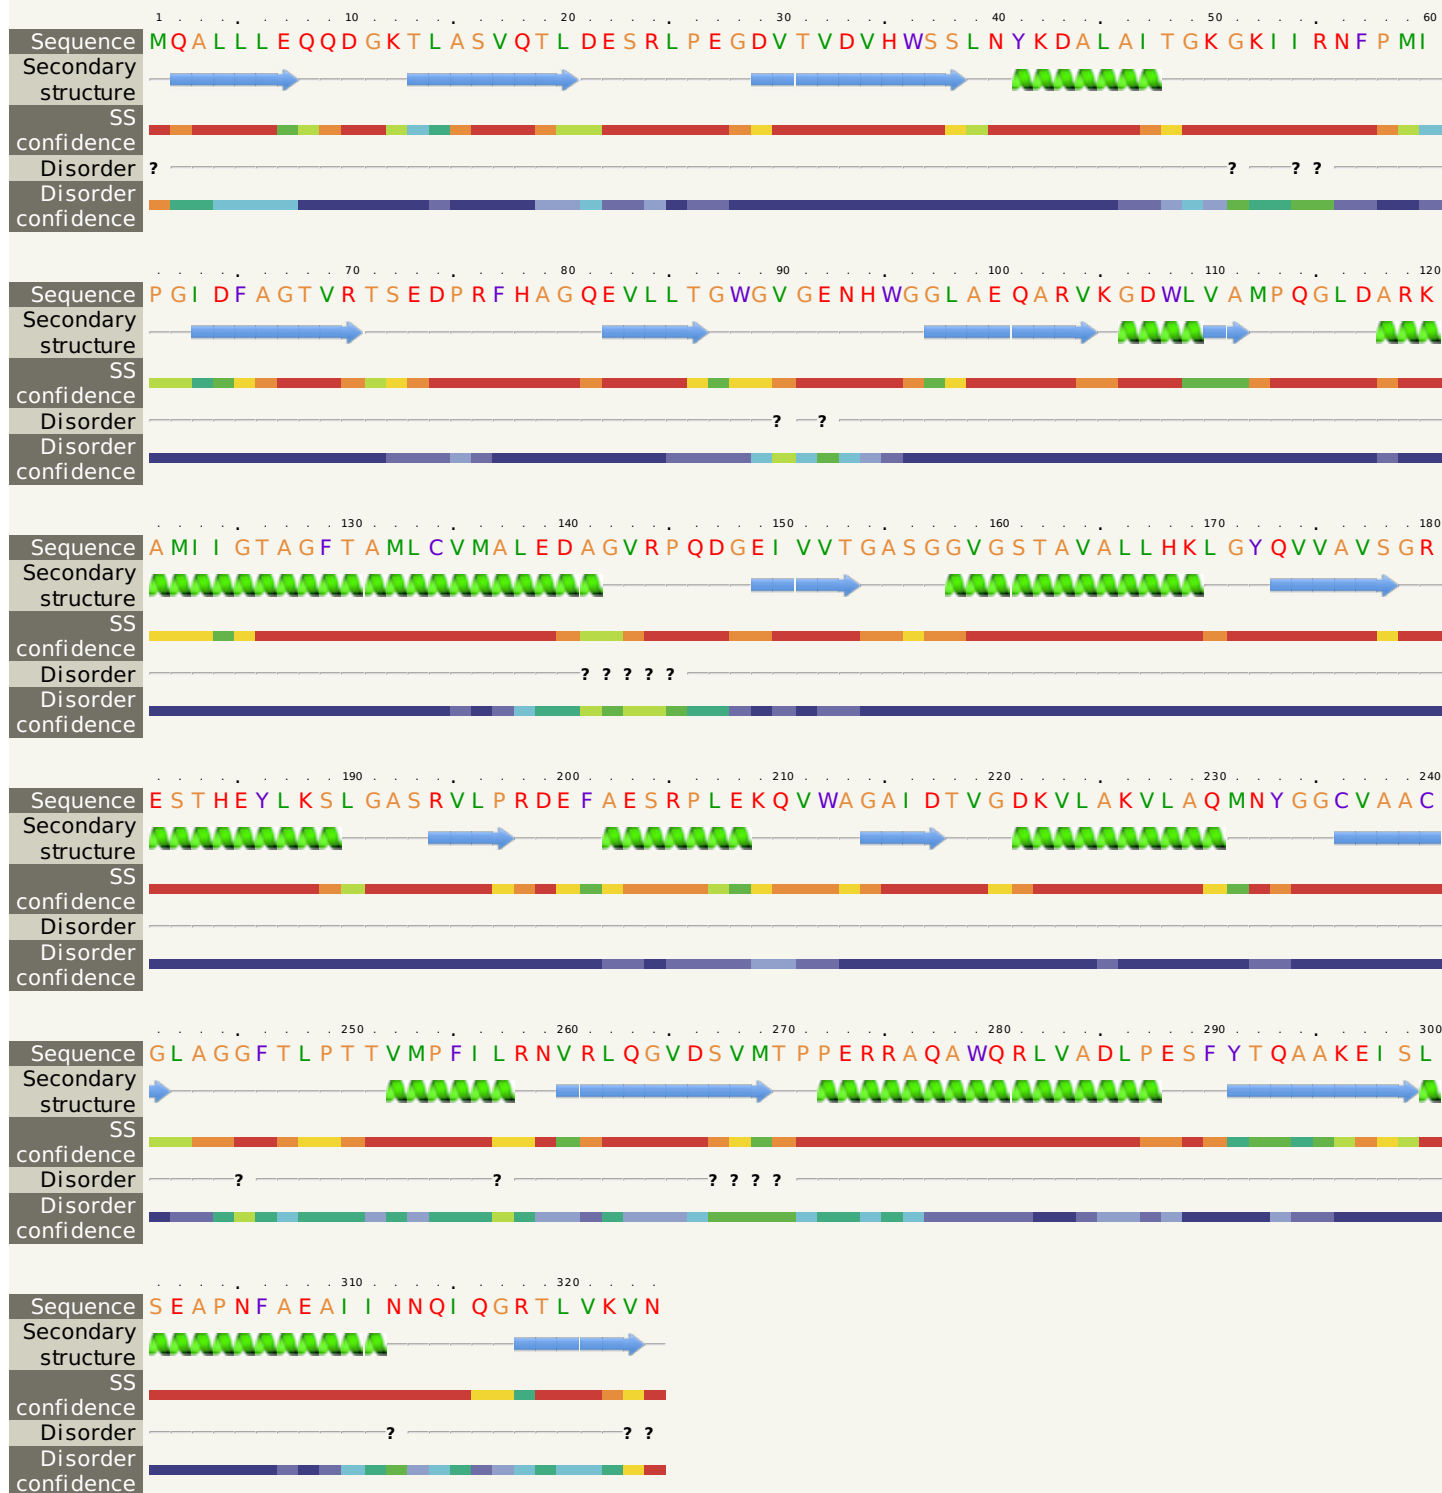 1 10 20 30 40 50 60
Sequence M Q A L L L E Q Q D G K T L A S V Q T L D E S R L P E G D V T V D V H W S S L N Y K D A L A I T G K G K I I R N F P M I
Secondary
structure
SS
confidence
Disorder ? ? ? ?
Disorder
confidence
70 80 90 100 110 120
Sequence P G I D F A G T V R T S E D P R F H A G Q E V L L T G W G V G E N H W G G L A E Q A R V K G D W L V A M P Q G L D A R K
Secondary
structure
SS
confidence
Disorder ? ?
Disorder
confidence
130 140 150 160 170 180
Sequence A M I I G T A G F T A M L C V M A L E D A G V R P Q D G E I V V T G A S G G V G S T A V A L L H K L G Y Q V V A V S G R
Secondary
structure
SS
confidence
Disorder ? ? ? ? ?
Disorder
confidence
190 200 210 220 230 240
Sequence E S T H E Y L K S L G A S R V L P R D E F A E S R P L E K Q V W A G A I D T V G D K V L A K V L A Q M N Y G G C V A A C
Secondary
structure
SS
confidence
Disorder
Disorder
confidence
250 260 270 280 290 300
Sequence G L A G G F T L P T T V M P F I L R N V R L Q G V D S V M T P P E R R A Q A W Q R L V A D L P E S F Y T Q A A K E I S L
Secondary
structure
SS
confidence
Disorder ? ? ? ? ? ?
Disorder
confidence
310 320
Sequence S E A P N F A E A I I N N Q I Q G R T L V K V N
Secondary
structure
SS
confidence
Disorder ? ? ?
Disorder
confidence